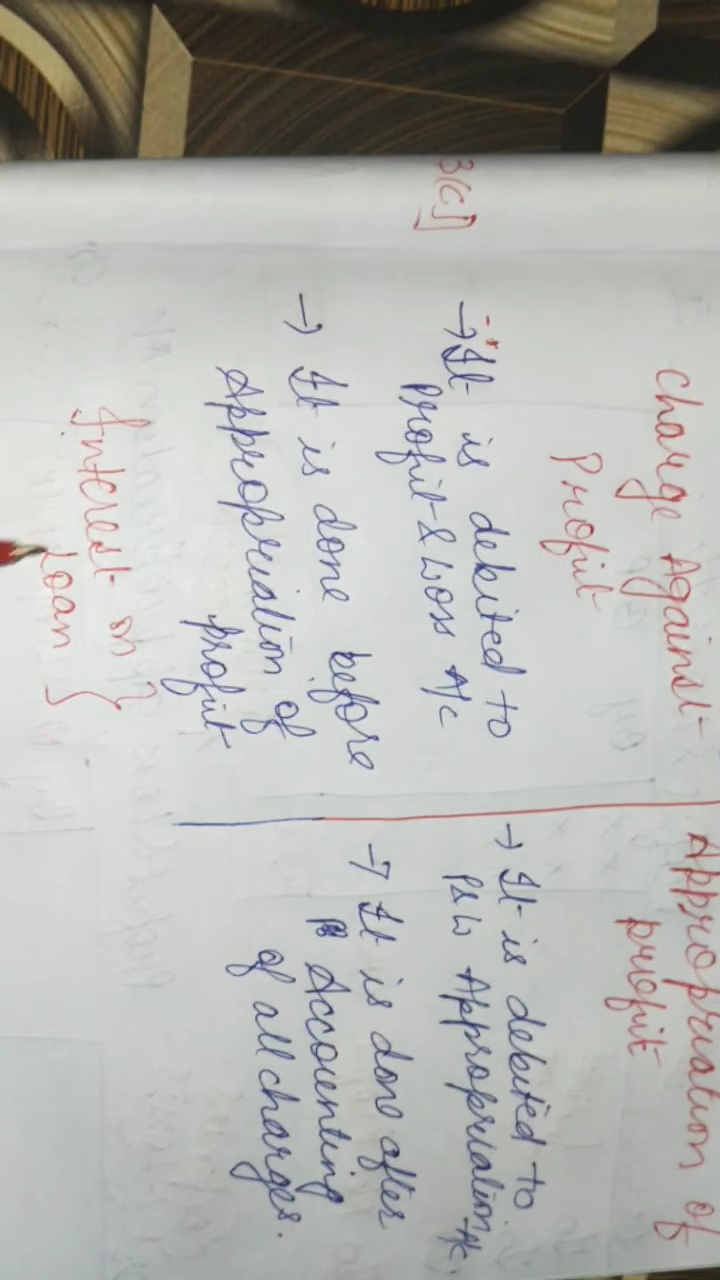 Charge Against
Profit
Appropriation of
profit
3(C)]
→ It is debited to
Profit & Loss A/c
→ It is debited to
P&L Appropriation A/c.
→ It is done before
Appropriation of
profit
→ It is done after
Accounting
of all charges.
Interest on
Loan }